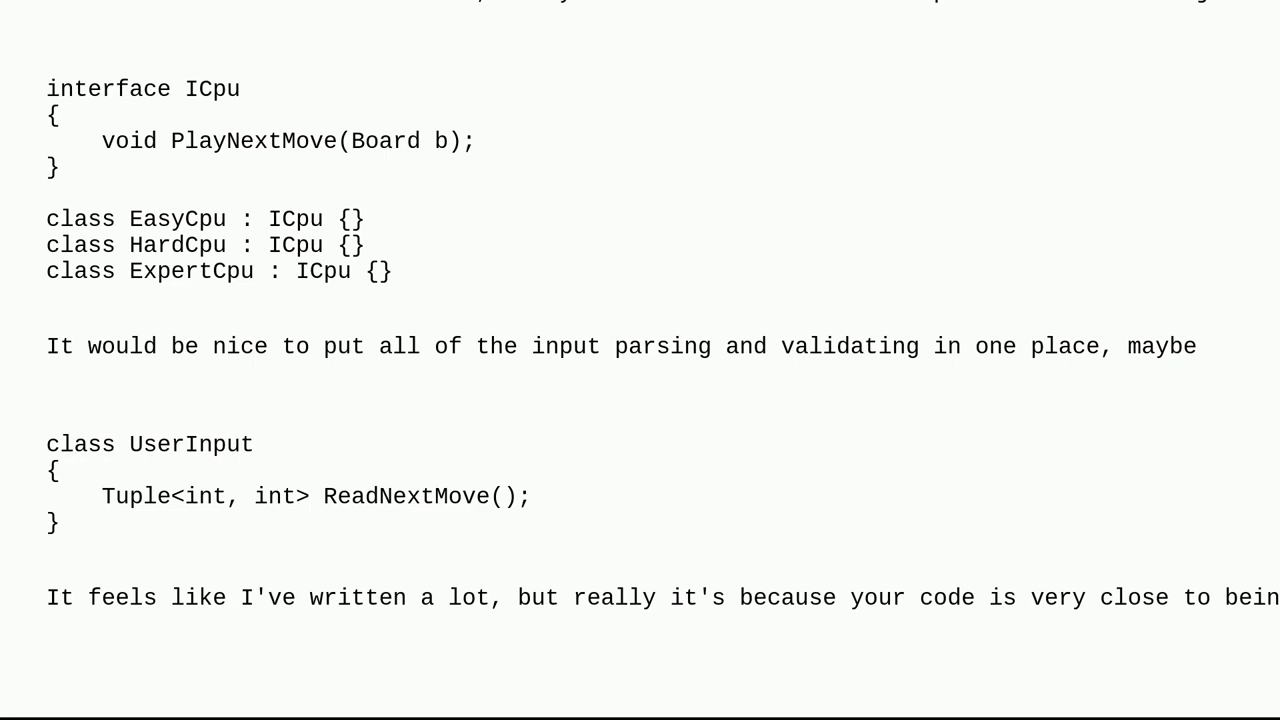 interface ICpu
{
    void PlayNextMove(Board b);
}
class EasyCpu : ICpu {}
class HardCpu : ICpu {}
class ExpertCpu : ICpu {}
It would be nice to put all of the input parsing and validating in one place, maybe
class UserInput
{
    Tuple<int, int> ReadNextMove();
}
It feels like I've written a lot, but really it's because your code is very close to bein